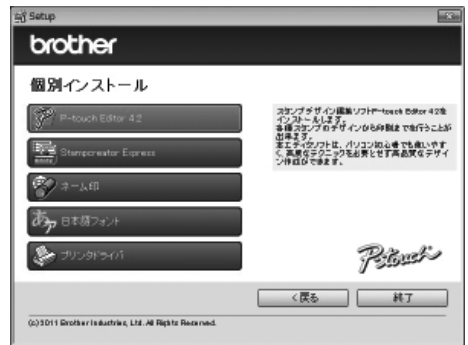 Setup
brother
個別インストール
P-touch Editor 4.2
Stampcreator Express
ネーム印
あア 日本語フォント
プリンタドライバ
スタンプデザイン編集ソフトP-touch Editor 4.2を
インストールします。
各種スタンプのデザインから印刷までを行うことが
出来ます。
本エディタソフトは、パソコン初心者でも扱いやす
く、高度なテクニックを必要とせず高品質なデザイ
ン作成ができます。
P-touch
<戻る
終了
(c)2011 Brother Industries, Ltd. All Rights Reserved.